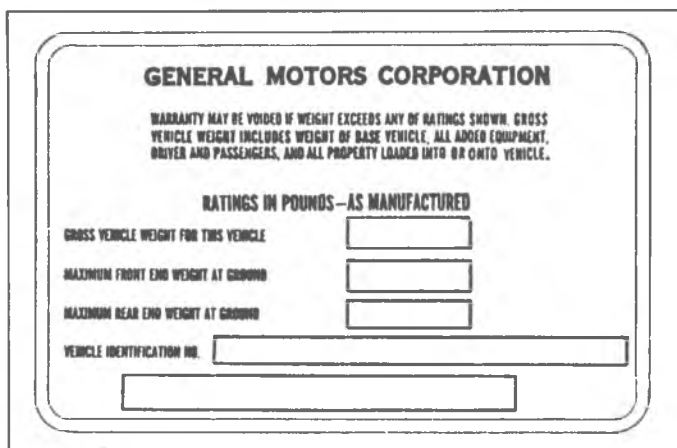 GENERAL MOTORS CORPORATION
WARRANTY MAY BE VOIDED IF WEIGHT EXCEEDS ANY OF RATINGS SHOWN. GROSS
VEHICLE WEIGHT INCLUDES WEIGHT OF BASE VEHICLE, ALL ADDED EQUIPMENT,
DRIVER AND PASSENGERS, AND ALL PROPERTY LOADED INTO OR ONTO VEHICLE.
RATINGS IN POUNDS—AS MANUFACTURED
GROSS VEHICLE WEIGHT FOR THIS VEHICLE
MAXIMUM FRONT END WEIGHT AT GROUND
MAXIMUM REAR END WEIGHT AT GROUND
VEHICLE IDENTIFICATION NO.